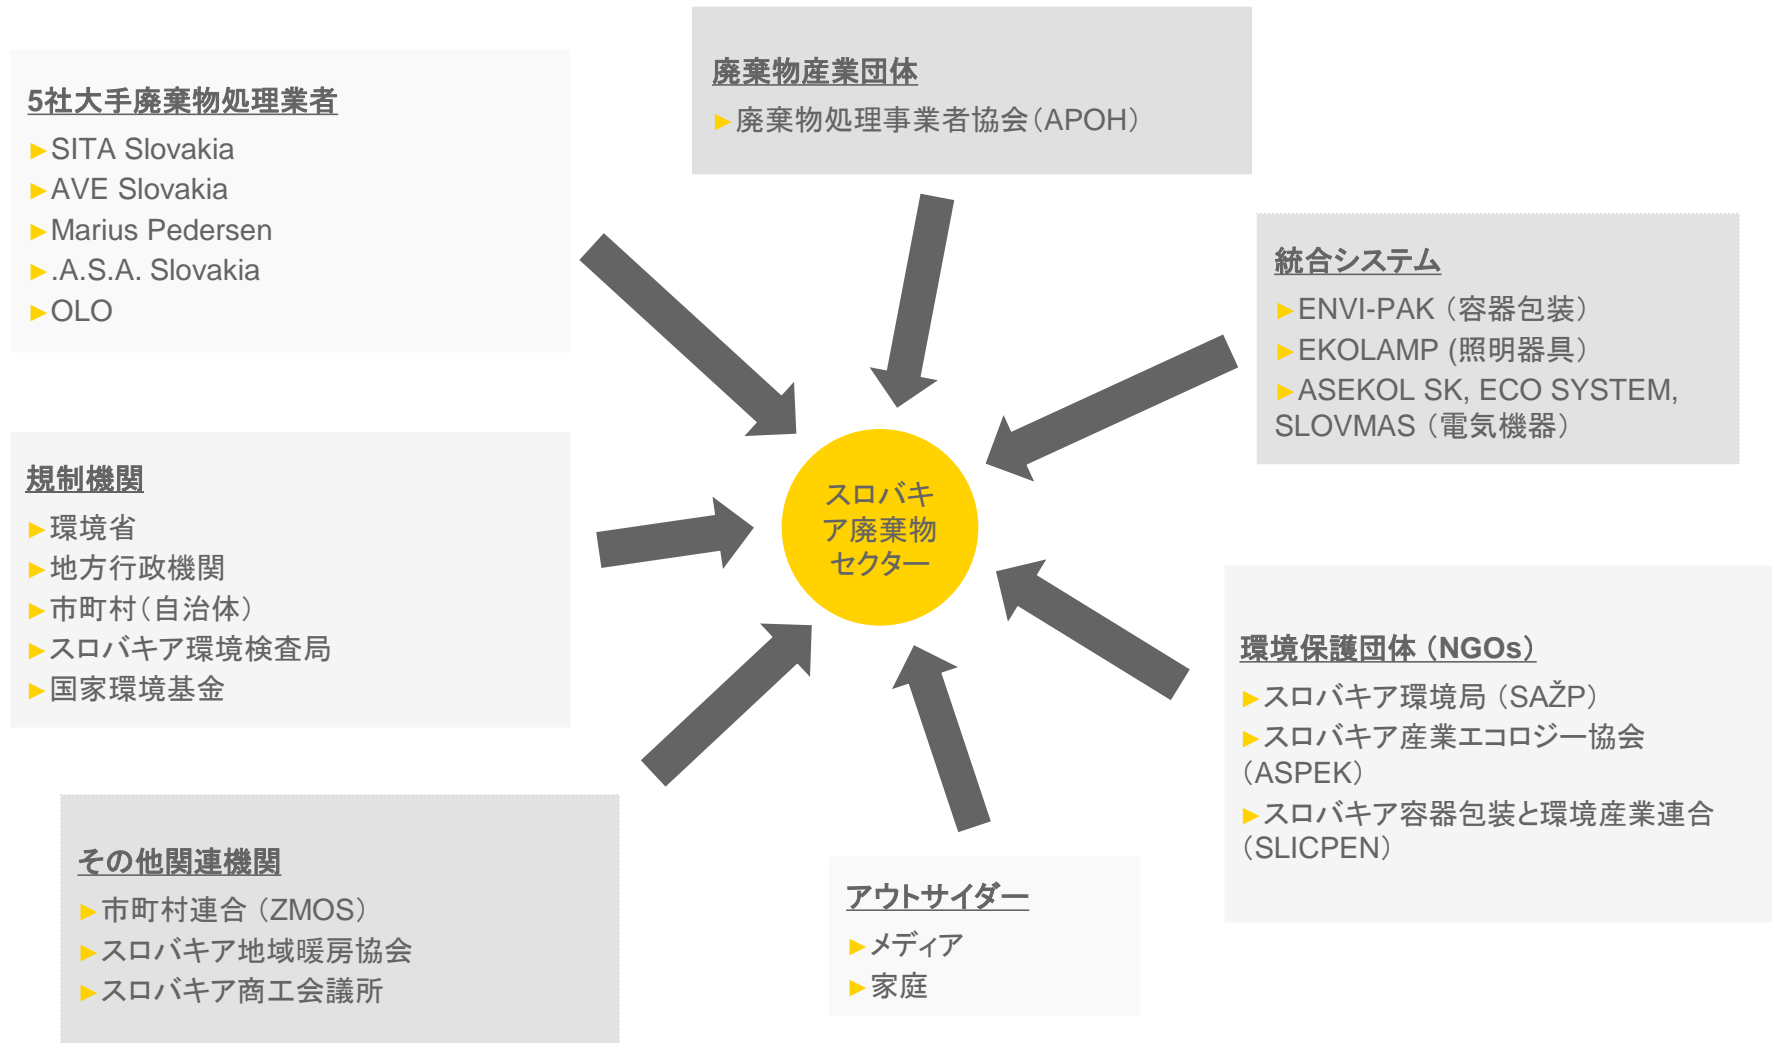 廃棄物産業団体
►廃棄物処理事業者協会（APOH）
5社大手廃棄物処理業者
►SITA Slovakia
►AVE Slovakia
►Marius Pedersen
►.A.S.A. Slovakia
►OLO
統合システム
►ENVI-PAK （容器包装）
►EKOLAMP (照明器具）
►ASEKOL SK, ECO SYSTEM,
SLOVMAS （電気機器）
規制機関
►環境省
►地方行政機関
►市町村（自治体）
►スロバキア環境検査局
►国家環境基金
スロバキ
ア廃棄物
セクター
環境保護団体 （NGOs）
►スロバキア環境局 （SAŽP）
►スロバキア産業エコロジー協会
（ASPEK）
►スロバキア容器包装と環境産業連合
（SLICPEN）
その他関連機関
►市町村連合 （ZMOS）
►スロバキア地域暖房協会
►スロバキア商工会議所
アウトサイダー
►メディア
►家庭